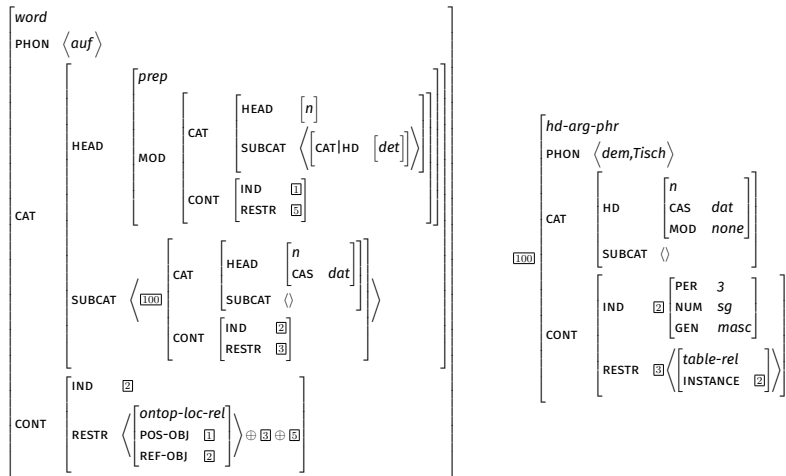 word
PHON ⟨auf⟩
prep
HEAD [n]
CAT
SUBCAT ⟨[CAT|HD [det]]⟩
HEAD
MOD
IND 1
CONT
RESTR 5
CAT
n
HEAD
CAS dat
CAT
SUBCAT ⟨⟩
SUBCAT ⟨100
IND 2
CONT
RESTR 3
⟩
IND 2
ontop-loc-rel
CONT
RESTR ⟨POS-OBJ 1⟩ ⊕ 3 ⊕ 5
REF-OBJ 2
hd-arg-phr
PHON ⟨dem,Tisch⟩
n
HD CAS dat
CAT
MOD none
SUBCAT ⟨⟩
100
PER 3
IND 2 NUM sg
GEN masc
CONT
table-rel
RESTR 3
INSTANCE 2